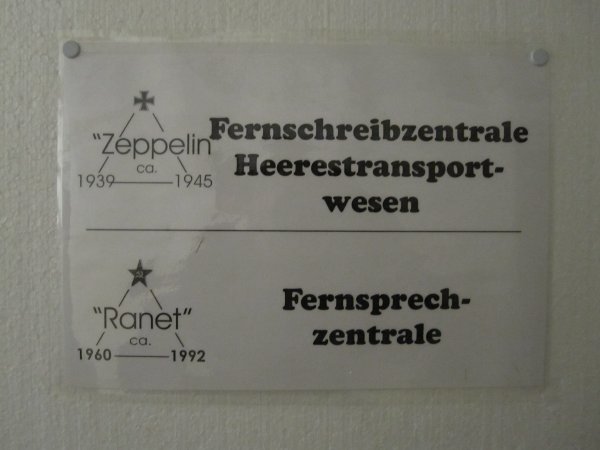 "Zeppelin
ca.
1939 1945
Fernschreibzentrale
Heerestransport-
wesen
"Ranet"
ca.
1960 1992
Fernsprech-
zentrale